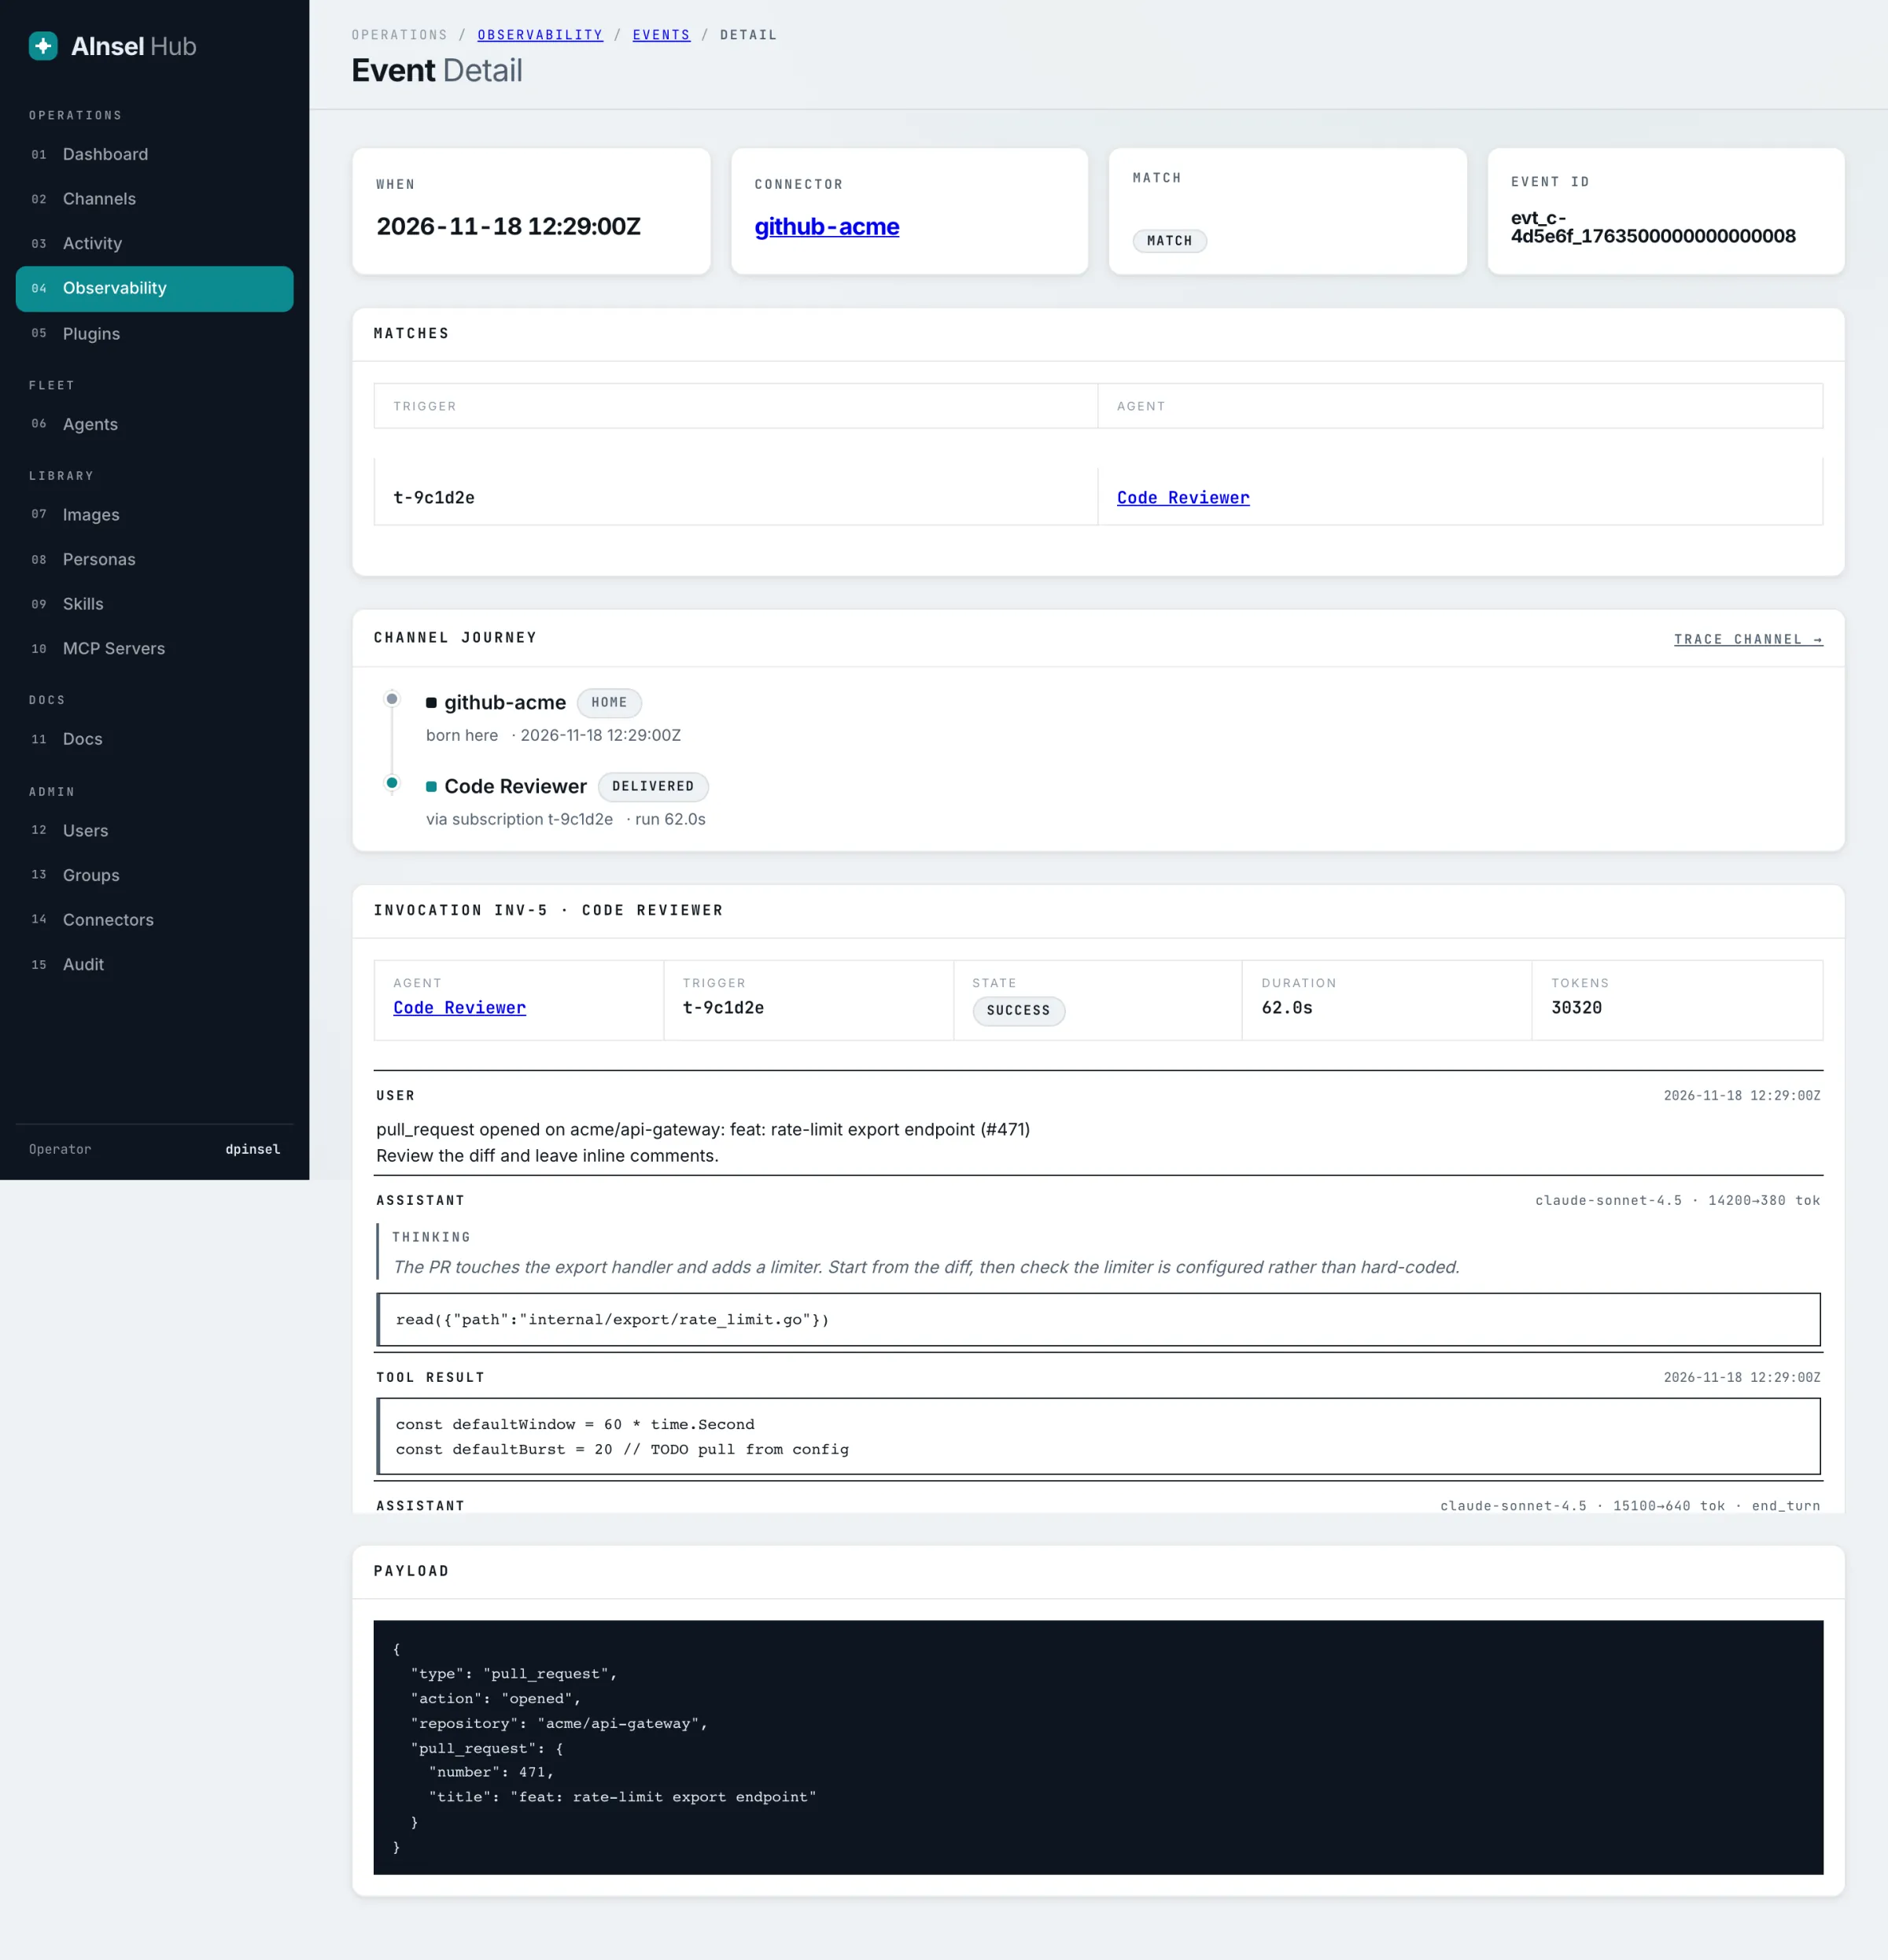 AInsel Hub
OPERATIONS
01 Dashboard
02 Channels
03 Activity
04 Observability
05 Plugins
FLEET
06 Agents
LIBRARY
07 Images
08 Personas
09 Skills
10 MCP Servers
DOCS
11 Docs
ADMIN
12 Users
13 Groups
14 Connectors
15 Audit
Operator dpinsel
OPERATIONS / OBSERVABILITY / EVENTS / DETAIL
Event Detail
WHEN
2026-11-18 12:29:00Z
CONNECTOR
github-acme
MATCH
MATCH
EVENT ID
evt_c-
4d5e6f_1763500000000000008
MATCHES
TRIGGER AGENT
t-9c1d2e Code Reviewer
CHANNEL JOURNEY TRACE CHANNEL →
github-acme HOME
born here · 2026-11-18 12:29:00Z
Code Reviewer DELIVERED
via subscription t-9c1d2e · run 62.0s
INVOCATION INV-5 · CODE REVIEWER
AGENT TRIGGER STATE DURATION TOKENS
Code Reviewer t-9c1d2e SUCCESS 62.0s 30320
USER 2026-11-18 12:29:00Z
pull_request opened on acme/api-gateway: feat: rate-limit export endpoint (#471)
Review the diff and leave inline comments.
ASSISTANT claude-sonnet-4.5 · 14200→380 tok
THINKING
The PR touches the export handler and adds a limiter. Start from the diff, then check the limiter is configured rather than hard-coded.
read({"path":"internal/export/rate_limit.go"})
TOOL RESULT 2026-11-18 12:29:00Z
const defaultWindow = 60 * time.Second
const defaultBurst = 20 // TODO pull from config
ASSISTANT claude-sonnet-4.5 · 15100→640 tok · end_turn
PAYLOAD
{
"type": "pull_request",
"action": "opened",
"repository": "acme/api-gateway",
"pull_request": {
"number": 471,
"title": "feat: rate-limit export endpoint"
}
}